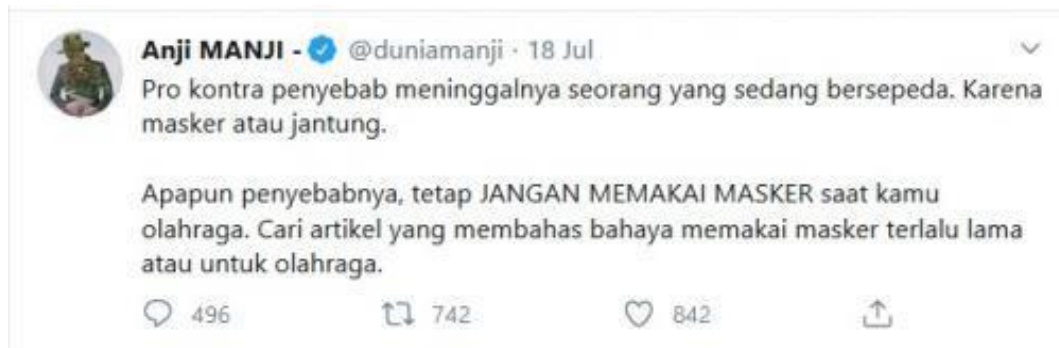 Anji MANJI - @duniamanji · 18 Jul
Pro kontra penyebab meninggalnya seorang yang sedang bersepeda. Karena
masker atau jantung.
Apapun penyebabnya, tetap JANGAN MEMAKAI MASKER saat kamu
olahraga. Cari artikel yang membahas bahaya memakai masker terlalu lama
atau untuk olahraga.
496 742 842